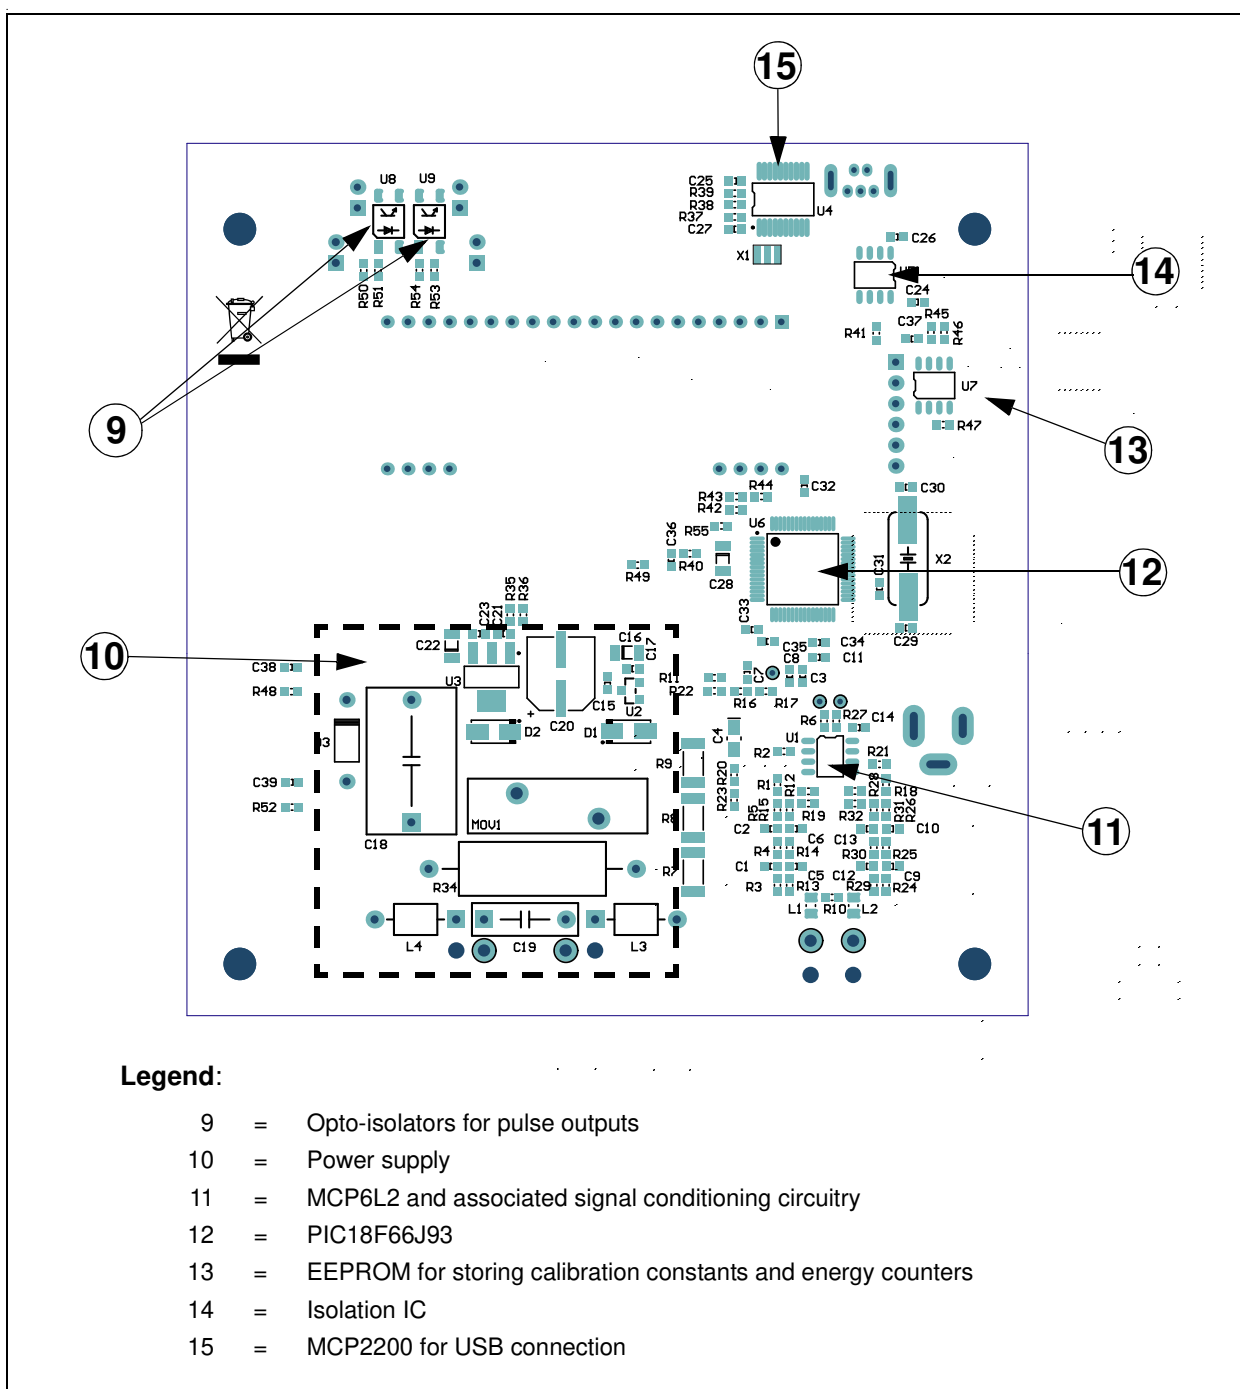 15
U8 U9
C25
R39
R38
R37
C27
U4
X1
C26
14
C24
R50 R51 R54 R53
R41 C37 R45 R46
U7
9
R47
13
R44 C32 C30
R43
R42
U6
R55
C36
R40
R49
C28
C31
X2
12
R35 R36
C23 C21
C33
C22
C16 C17
C35 C34
C29
10
C38
U3
R11
C7 C8
C11
R48
C15
U2
R22
R16 R17
C3
C20
R6 R27 C14
D2 D1
C4
U1
R2
R21
R9
C39
R20
R23
R1 R12
R28 R18
R52
R5 R15
R19 R32
R31 R26
MOV1
R8
C2
C6 C13
C10
11
C18
R4 R14
R30 R25
R34
R7
C1
C5 C12
C9
R3 R13
R29 R24
L1 R10 L2
L4 C19 L3
Legend:
9 = Opto-isolators for pulse outputs
10 = Power supply
11 = MCP6L2 and associated signal conditioning circuitry
12 = PIC18F66J93
13 = EEPROM for storing calibration constants and energy counters
14 = Isolation IC
15 = MCP2200 for USB connection